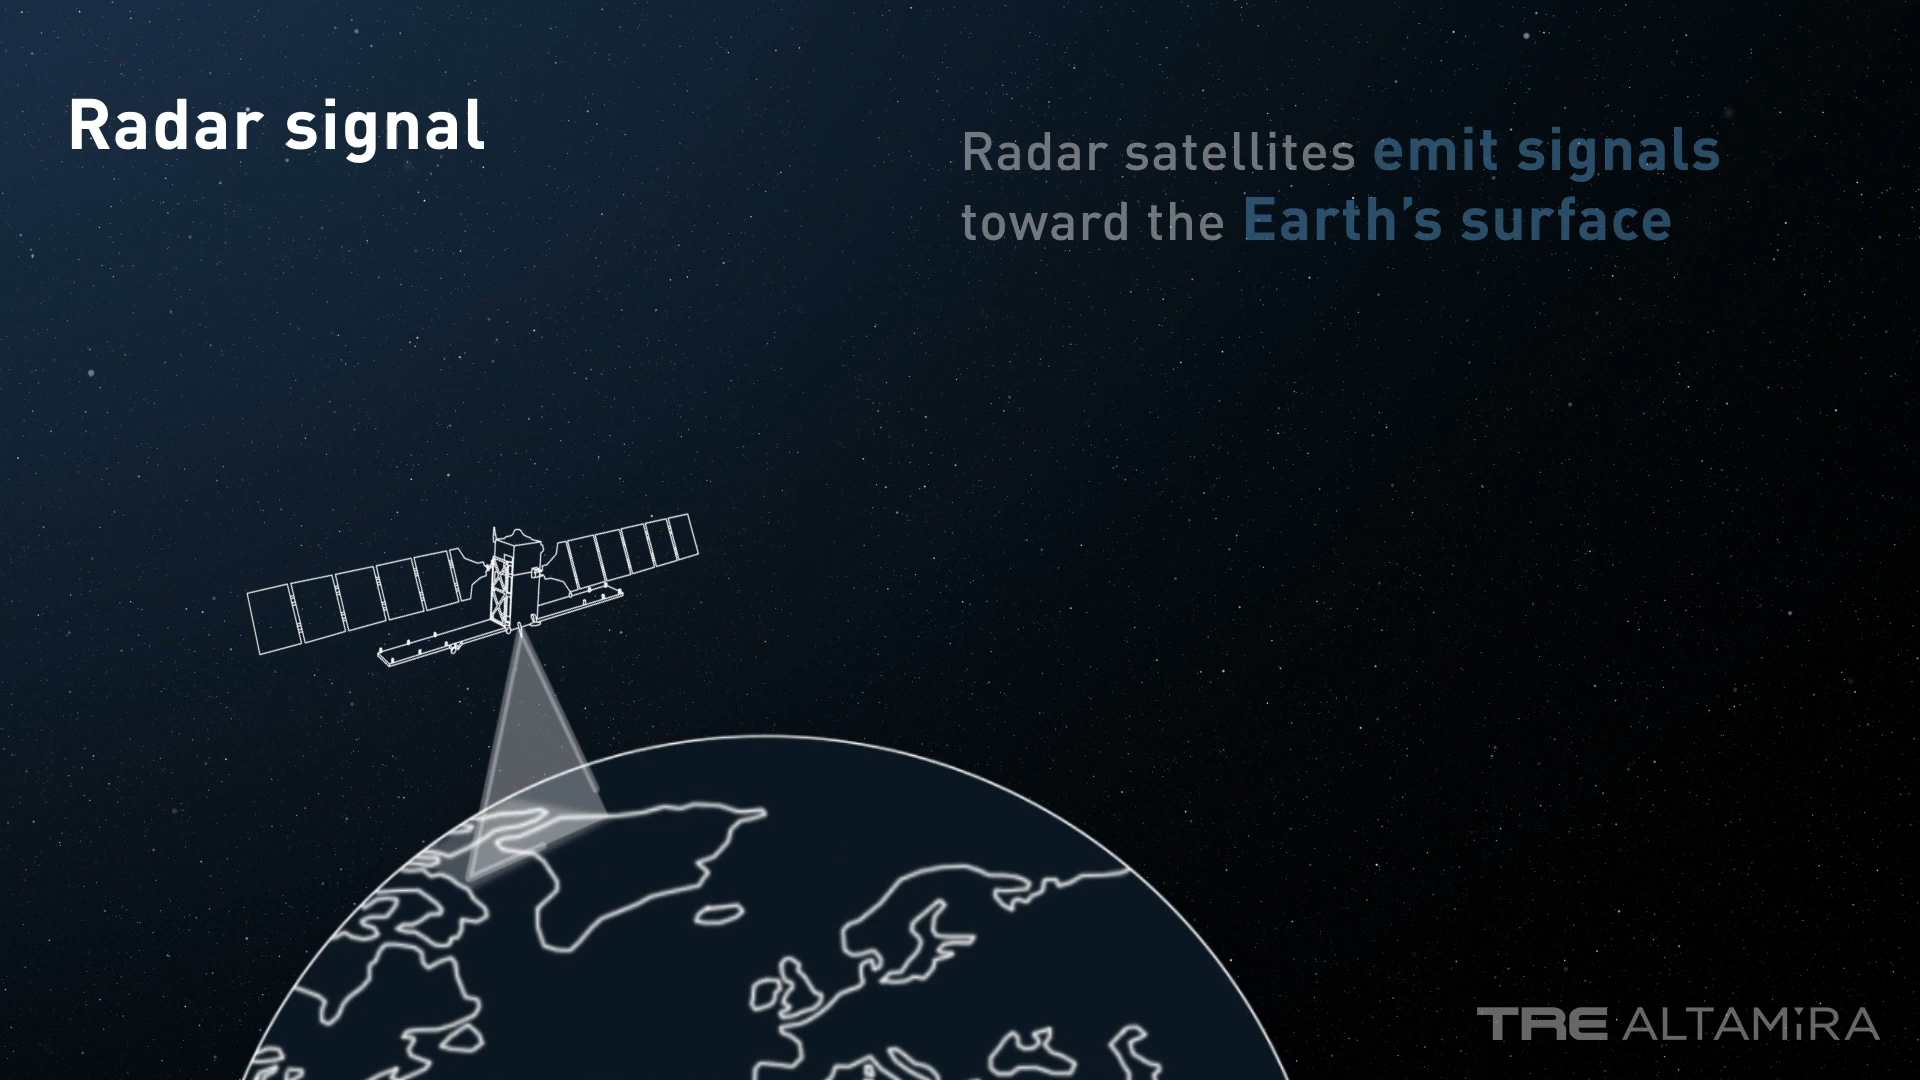 Radar signal
Radar satellites emit signals
toward the Earth’s surface
TRE ALTAMIRA